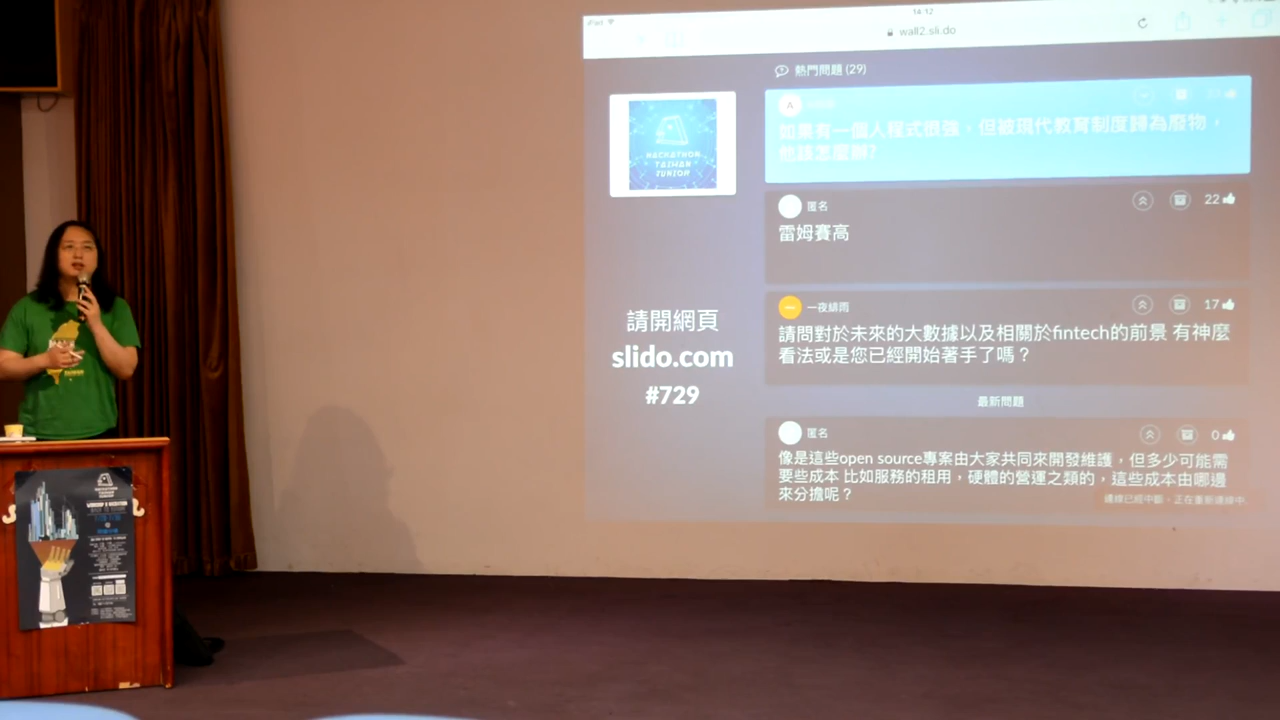 iPad
14:12
wall2.sli.do
熱門問題 (29)
HACKATHON
TAIWAN
JUNIOR
A
如果有一個人程式很強，但被現代教育制度歸為廢物，
他該怎麼辦?
匿名
22
雷姆賽高
一夜緋雨
17
請問對於未來的大數據以及相關於fintech的前景 有神麼
看法或是您已經開始著手了嗎？
請開網頁
slido.com
#729
最新問題
匿名
0
像是這些open source專案由大家共同來開發維護，但多少可能需
要些成本 比如服務的租用，硬體的營運之類的，這些成本由哪邊
來分擔呢？
連線已經中斷，正在重新連線中
HACKATHON
TAIWAN
JUNIOR